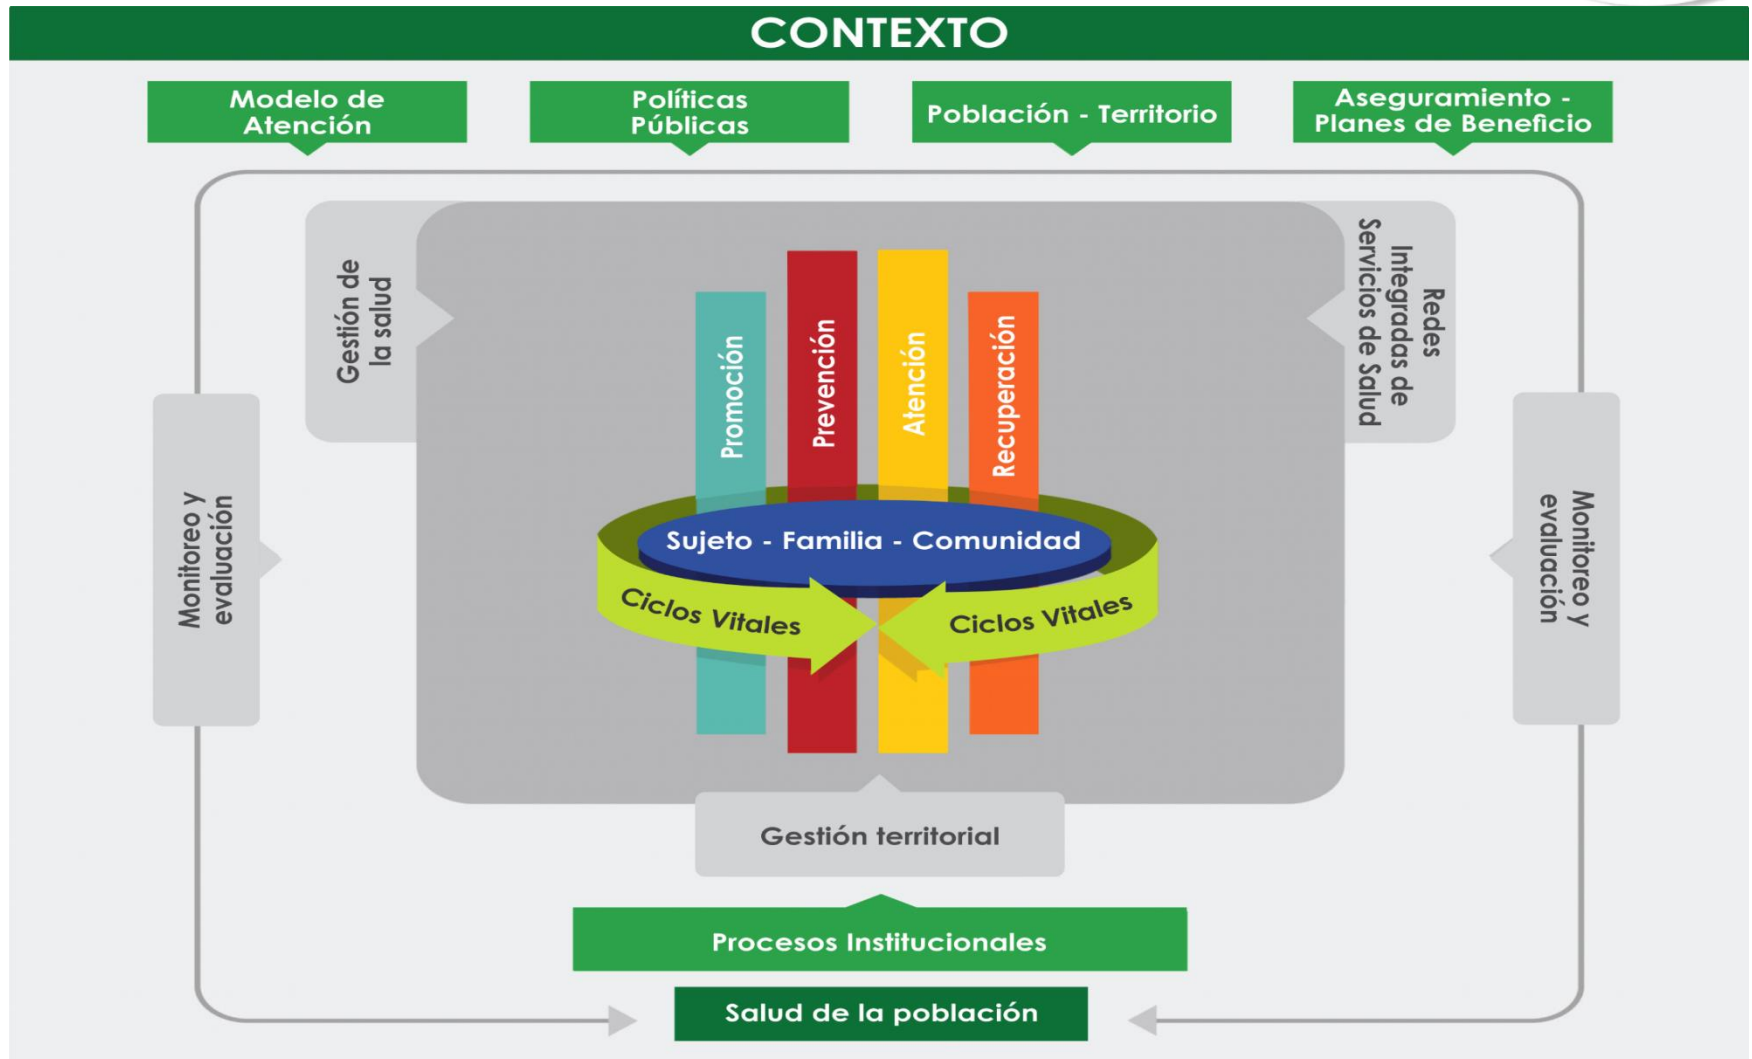 CONTEXTO
Modelo de
Atención
Políticas
Públicas
Población - Territorio
Aseguramiento -
Planes de Beneficio
Gestión de
la salud
Redes
Integradas de
Servicios de Salud
Promoción
Prevención
Atención
Recuperación
Monitoreo y
evaluación
Monitoreo y
evaluación
Sujeto - Familia - Comunidad
Ciclos Vitales
Ciclos Vitales
Gestión territorial
Procesos Institucionales
Salud de la población